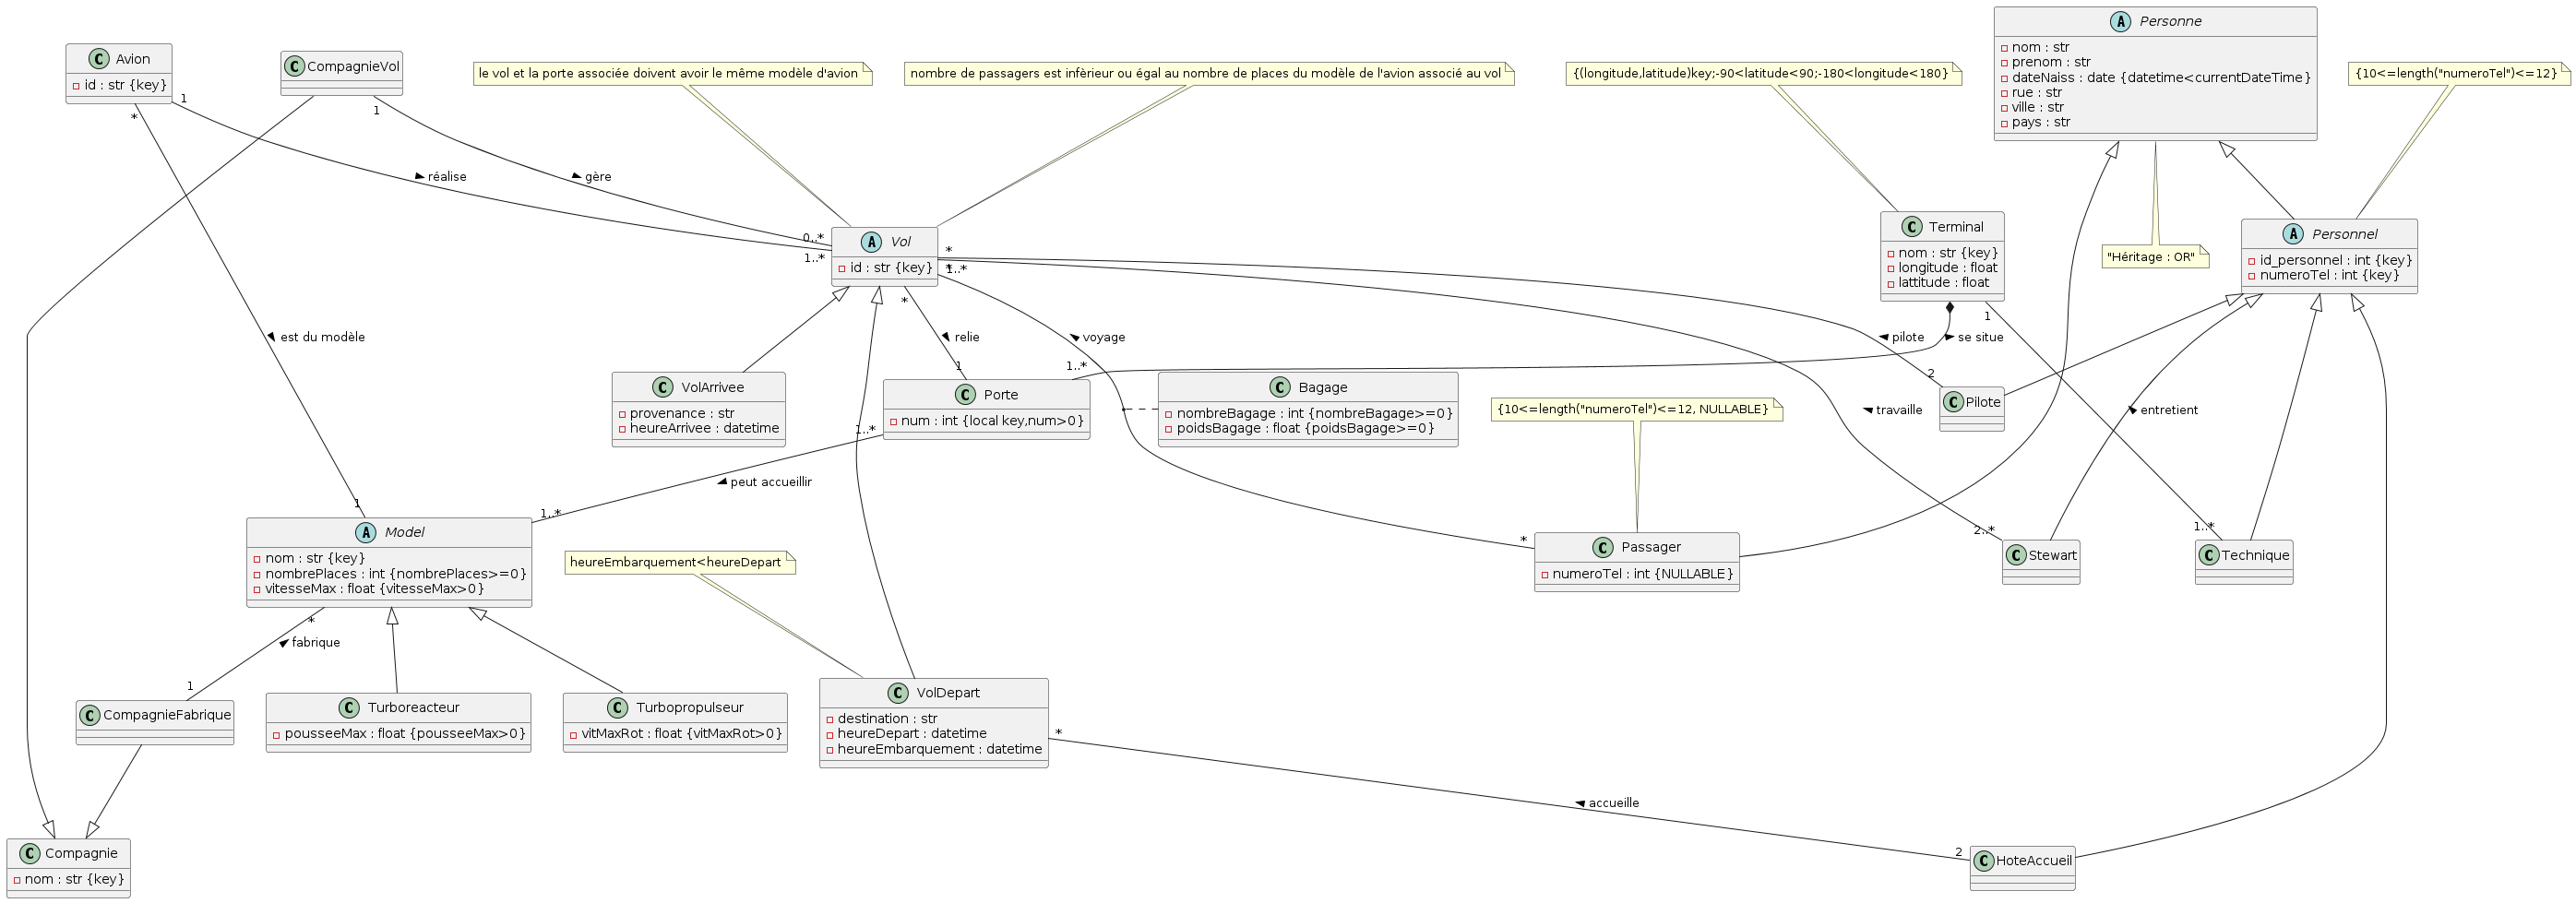 A Personne
nom : str
prenom : str
dateNaiss : date {datetime<currentDateTime}
rue : str
ville : str
pays : str
C Avion
id : str {key}
C CompagnieVol
le vol et la porte associée doivent avoir le même modèle d'avion
nombre de passagers est infèrieur ou égal au nombre de places du modèle de l'avion associé au vol
{(longitude,latitude)key;-90<latitude<90;-180<longitude<180}
{10<=length("numeroTel")<=12}
1
*
1
réalise
gère
"Héritage : OR"
A Vol
id : str {key}
0..*
1..*
*
*
1..*
*
C Terminal
nom : str {key}
longitude : float
lattitude : float
1
A Personnel
id_personnel : int {key}
numeroTel : int {key}
est du modèle
relie
voyage
pilote
se situe
1
1..*
2
C VolArrivee
provenance : str
heureArrivee : datetime
C Porte
num : int {local key,num>0}
1..*
C Bagage
nombreBagage : int {nombreBagage>=0}
poidsBagage : float {poidsBagage>=0}
{10<=length("numeroTel")<=12, NULLABLE}
travaille
C Pilote
entretient
peut accueillir
1
1..*
*
2..*
1..*
A Model
nom : str {key}
nombrePlaces : int {nombrePlaces>=0}
vitesseMax : float {vitesseMax>0}
heureEmbarquement<heureDepart
C Passager
numeroTel : int {NULLABLE}
C Stewart
C Technique
*
fabrique
1
C CompagnieFabrique
C Turboreacteur
pousseeMax : float {pousseeMax>0}
C Turbopropulseur
vitMaxRot : float {vitMaxRot>0}
C VolDepart
destination : str
heureDepart : datetime
heureEmbarquement : datetime
*
accueille
2
C Compagnie
nom : str {key}
C HoteAccueil